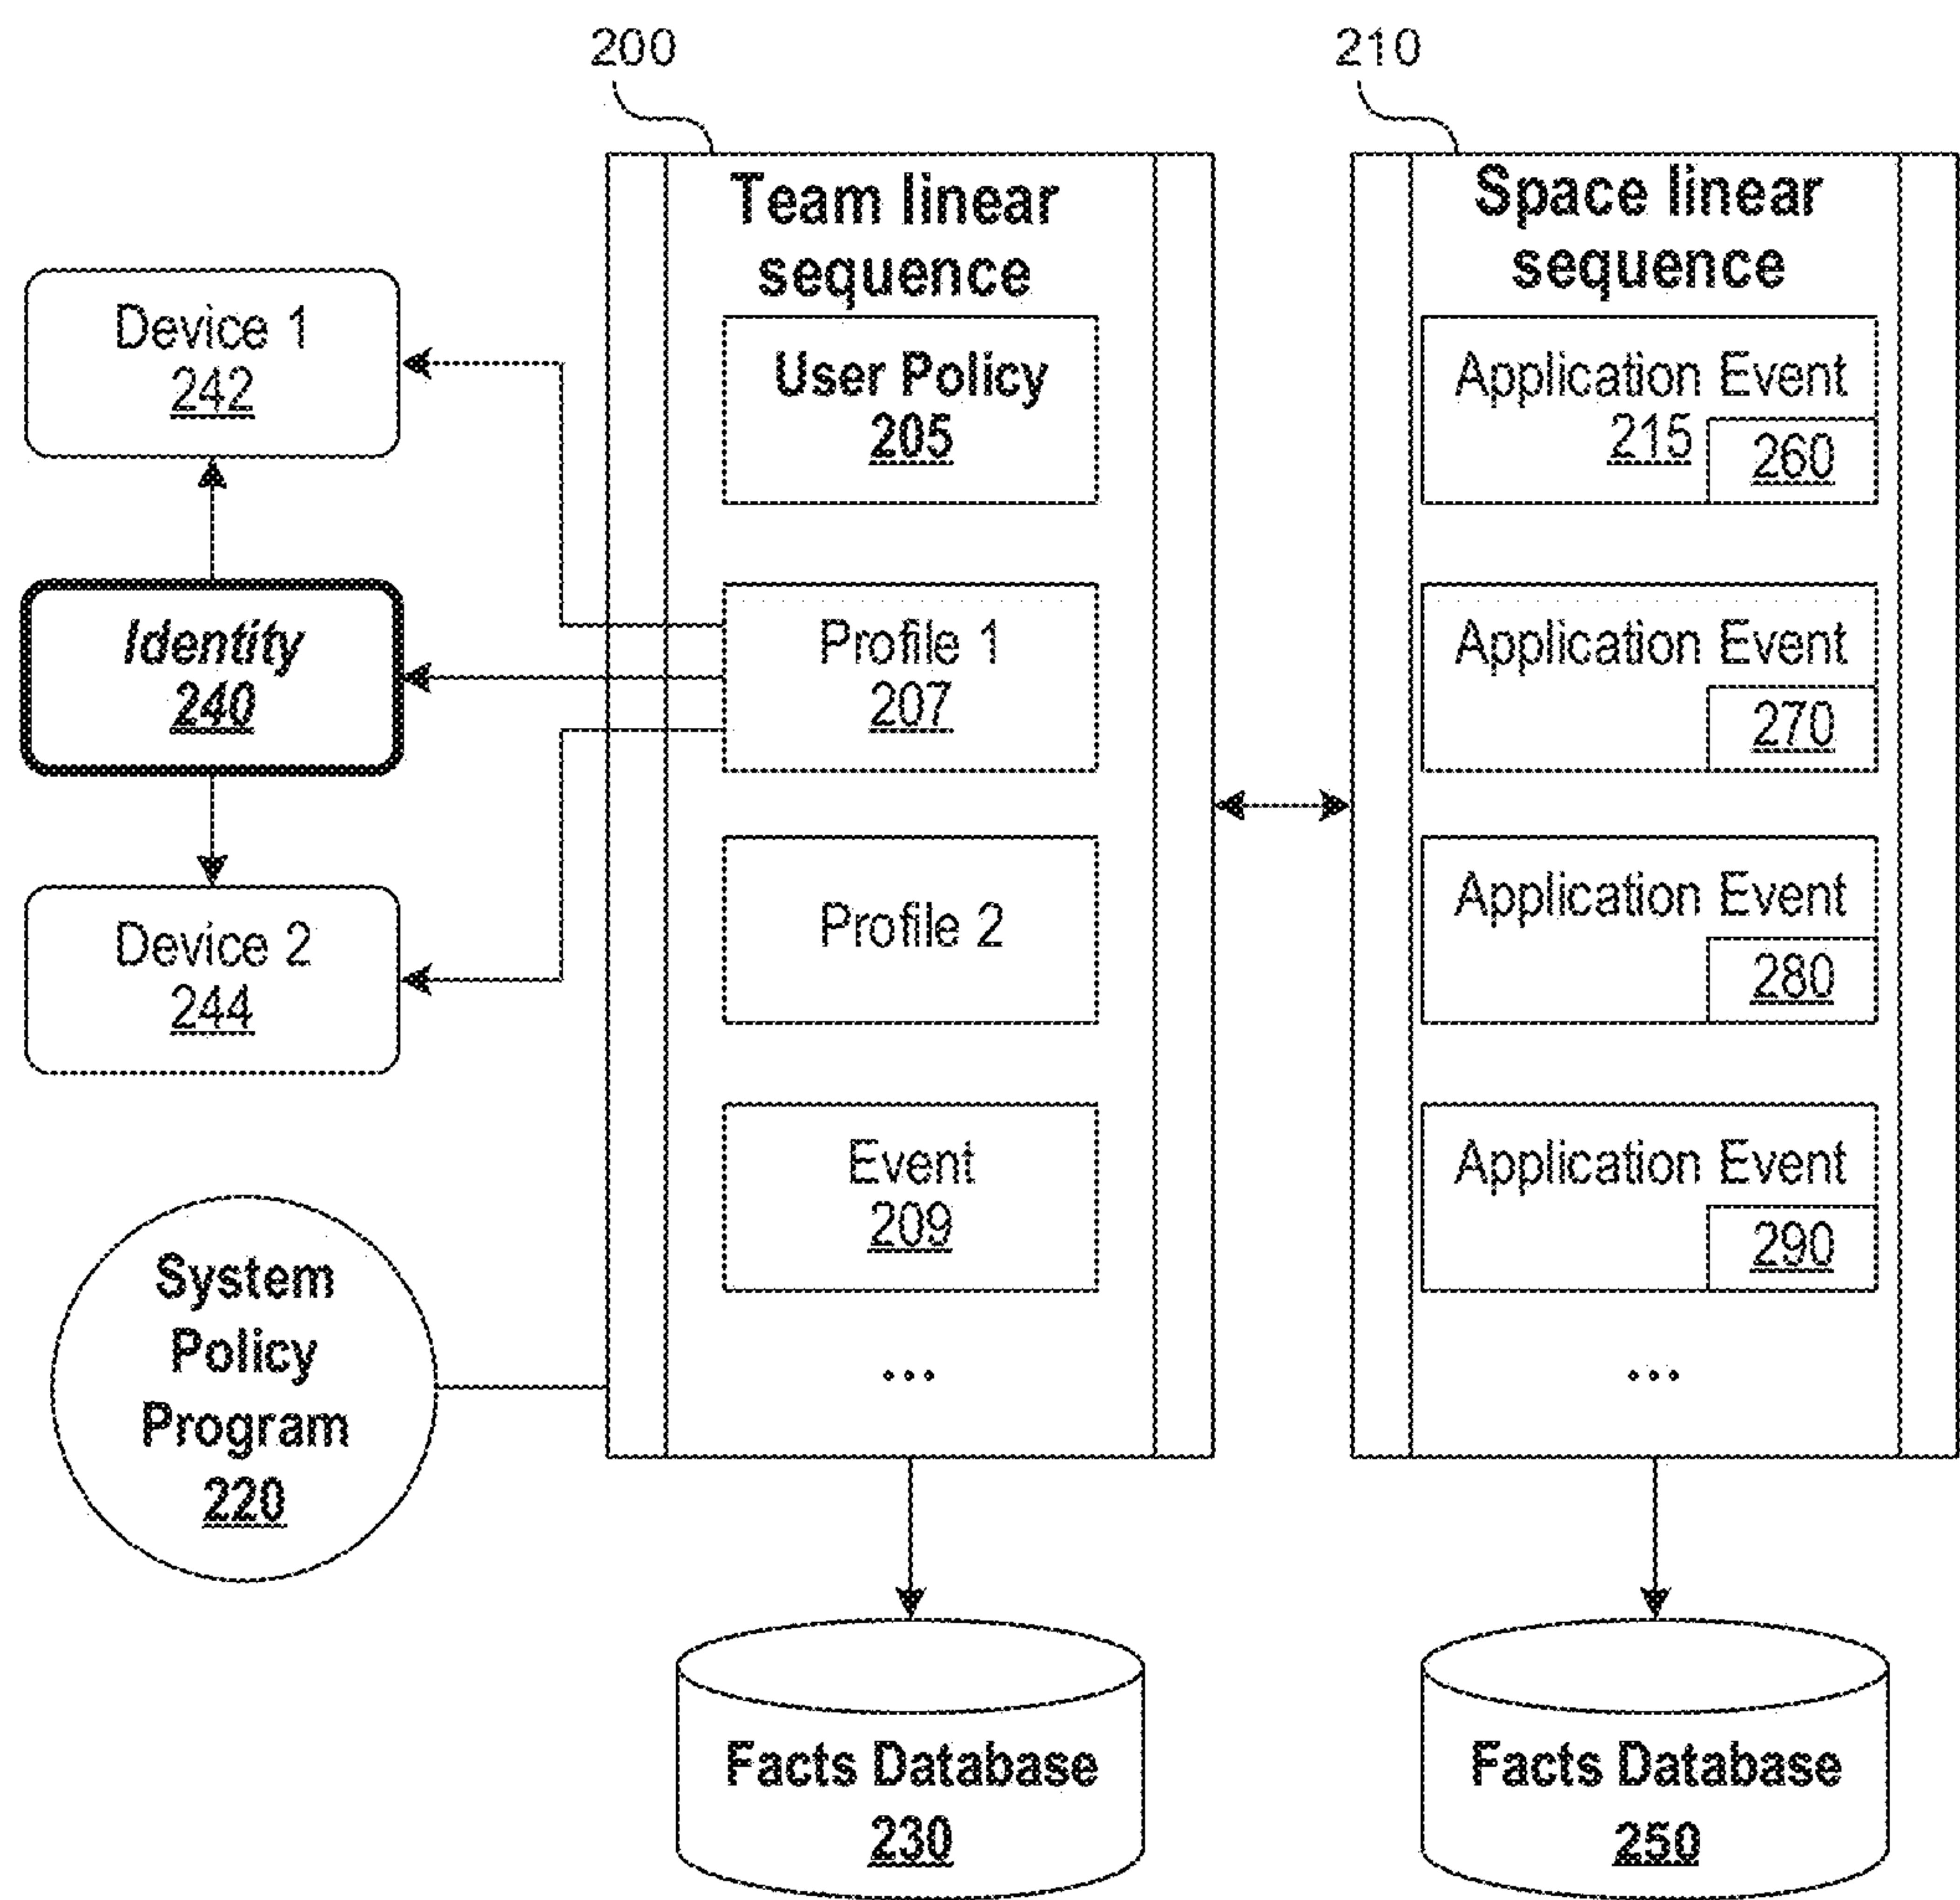 200
210
Team linear
sequence
Space linear
sequence
Device 1
242
User Policy
205
Application Event
215
260
Identity
240
Profile 1
207
Application Event
270
Device 2
244
Profile 2
Application Event
280
Event
209
Application Event
290
System
Policy
Program
220
...
...
Facts Database
230
Facts Database
250